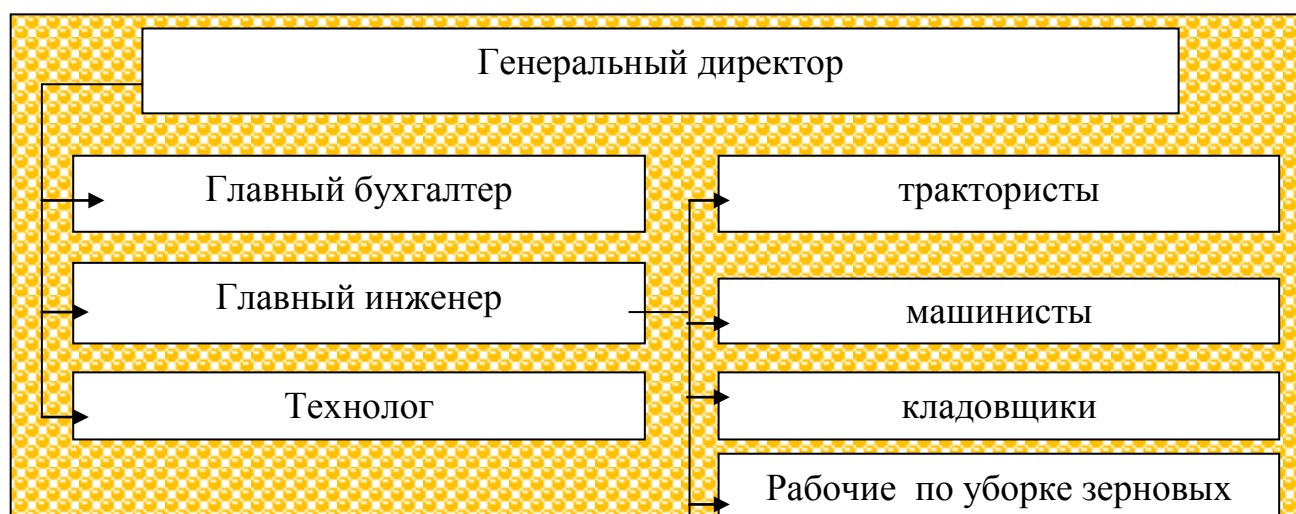 Генеральный директор
Главный бухгалтер
трактористы
Главный инженер
машинисты
Технолог
кладовщики
Рабочие по уборке зерновых